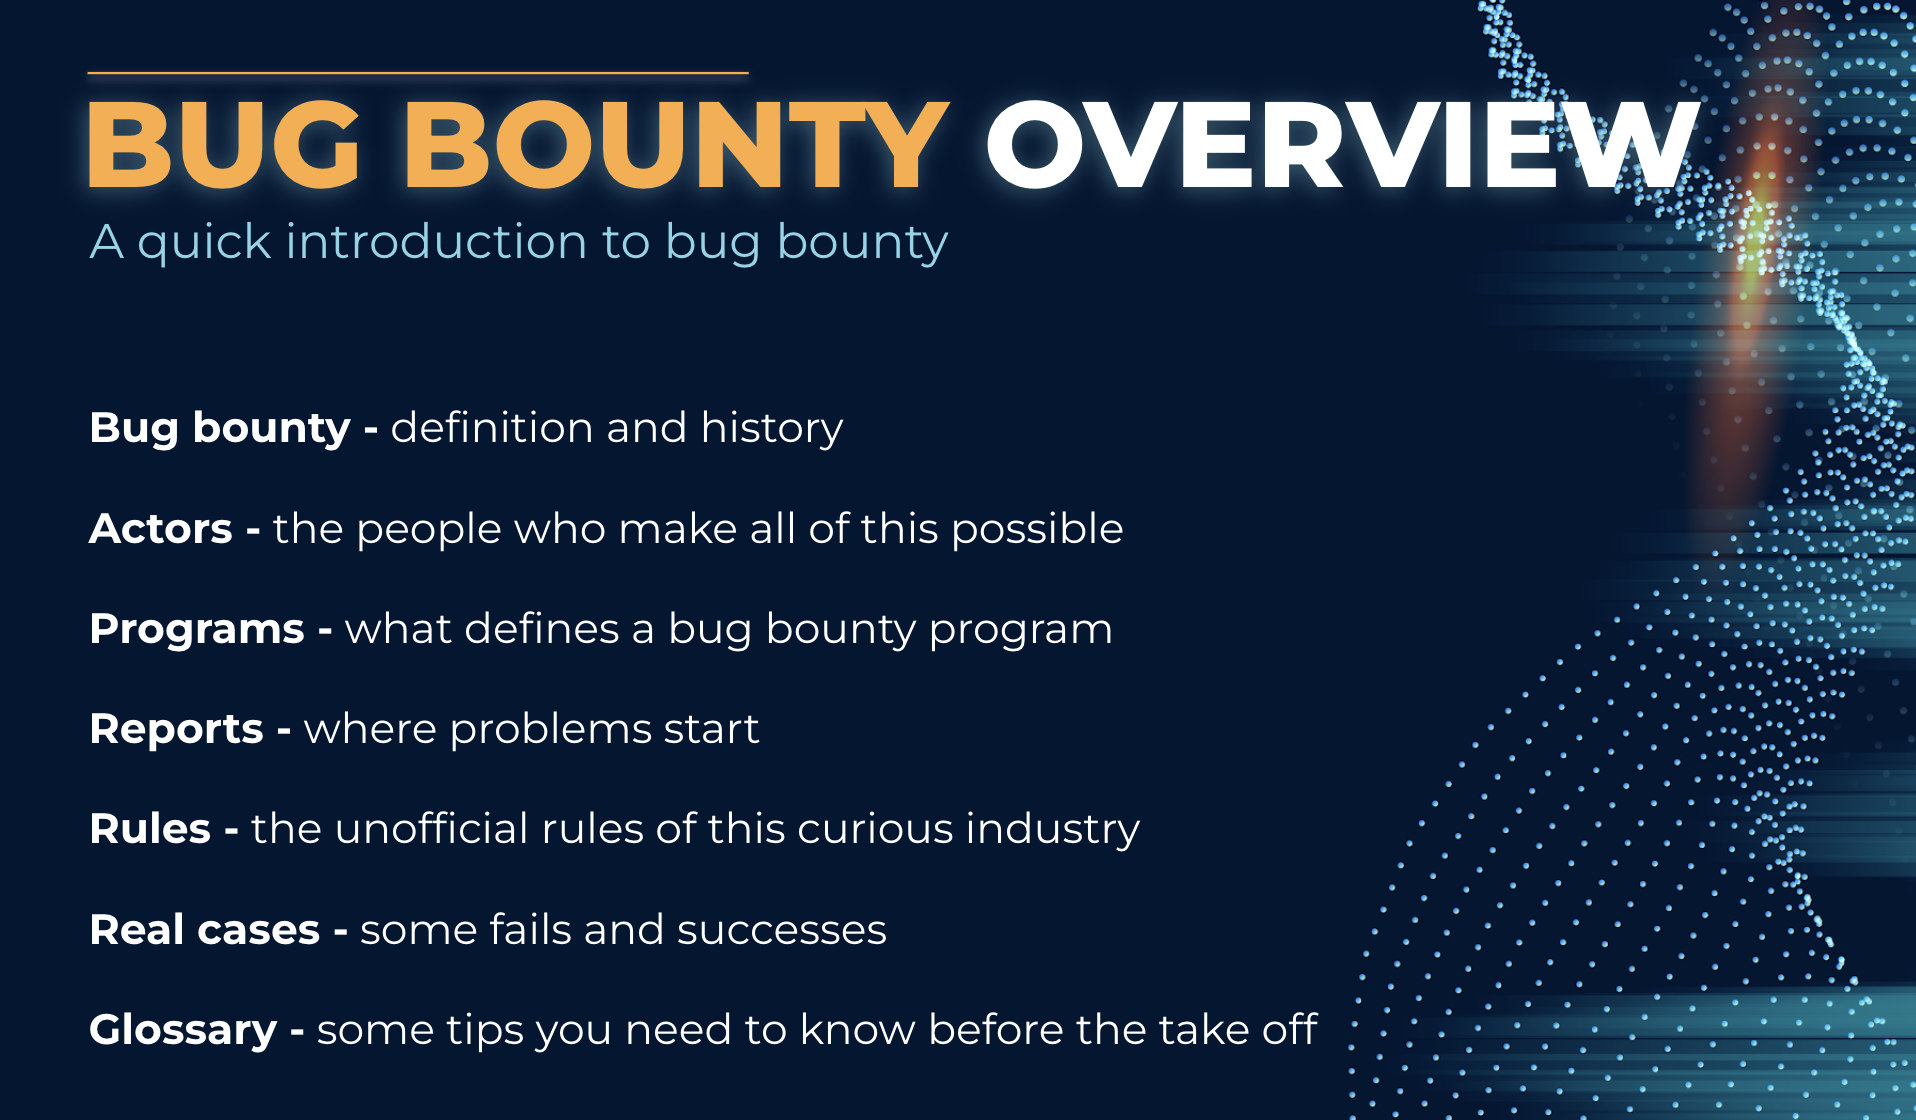 BUG BOUNTY OVERVIEW
A quick introduction to bug bounty
Bug bounty - definition and history
Actors - the people who make all of this possible
Programs - what defines a bug bounty program
Reports - where problems start
Rules - the unofficial rules of this curious industry
Real cases - some fails and successes
Glossary - some tips you need to know before the take off